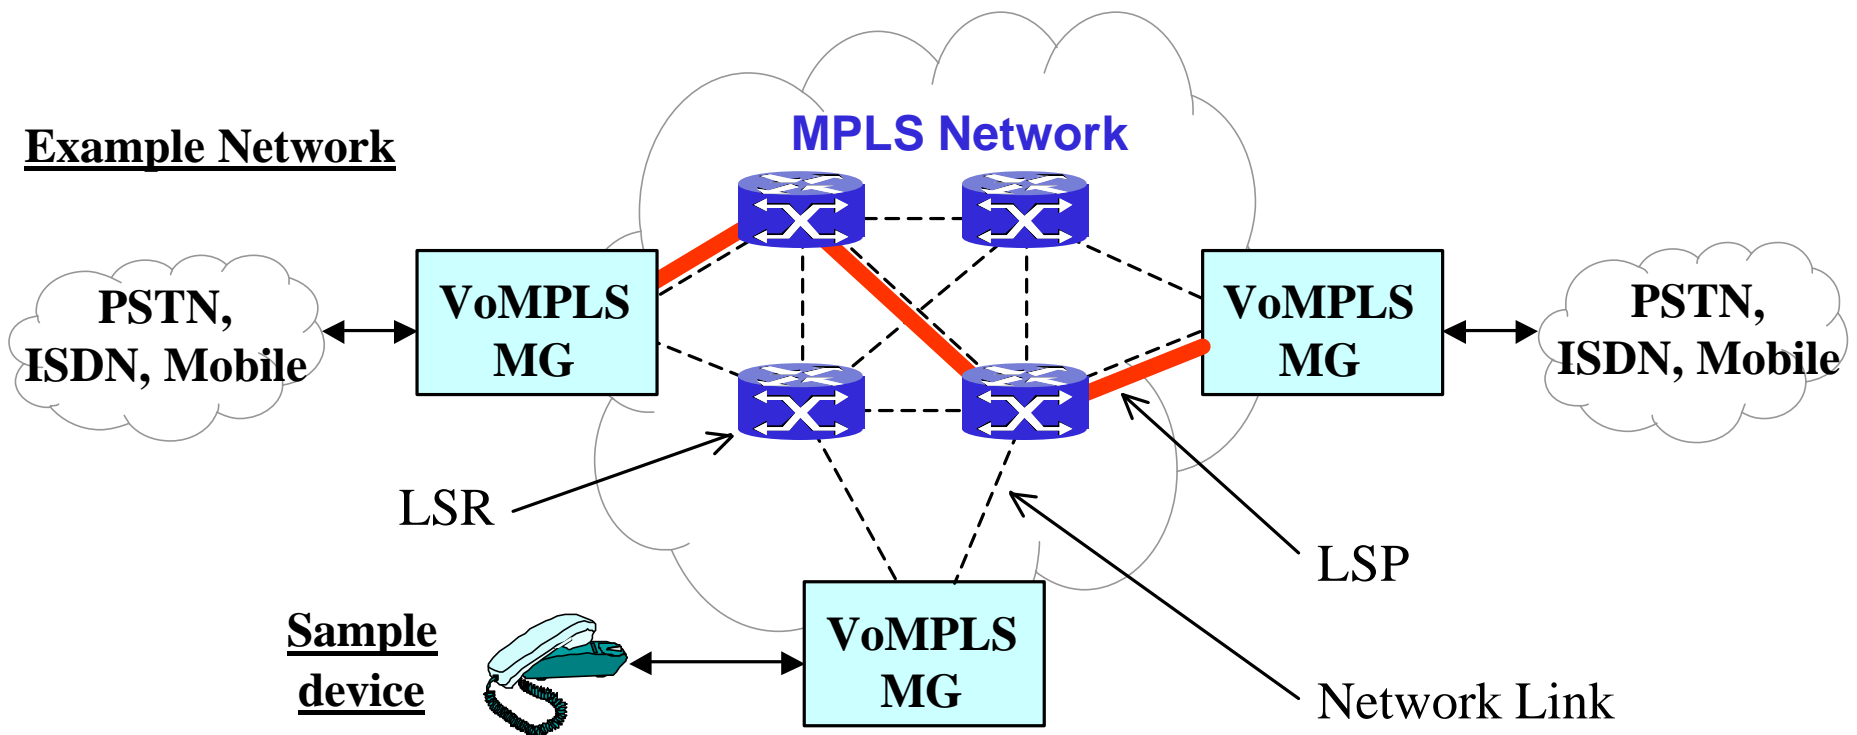 MPLS Network
Example Network
PSTN,
ISDN, Mobile
VoMPLS
MG
VoMPLS
MG
PSTN,
ISDN, Mobile
LSR
LSP
Sample
device
VoMPLS
MG
Network Link